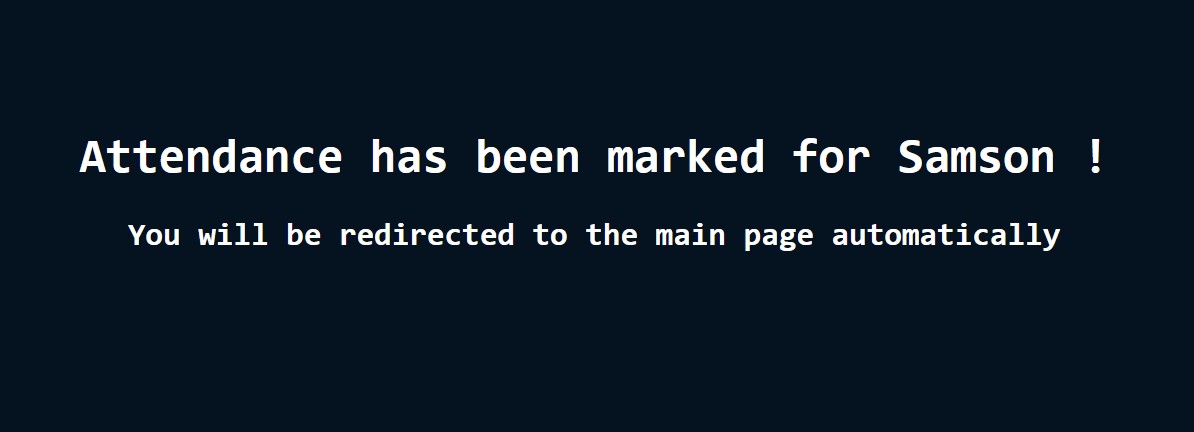 Attendance has been marked for Samson !
You will be redirected to the main page automatically